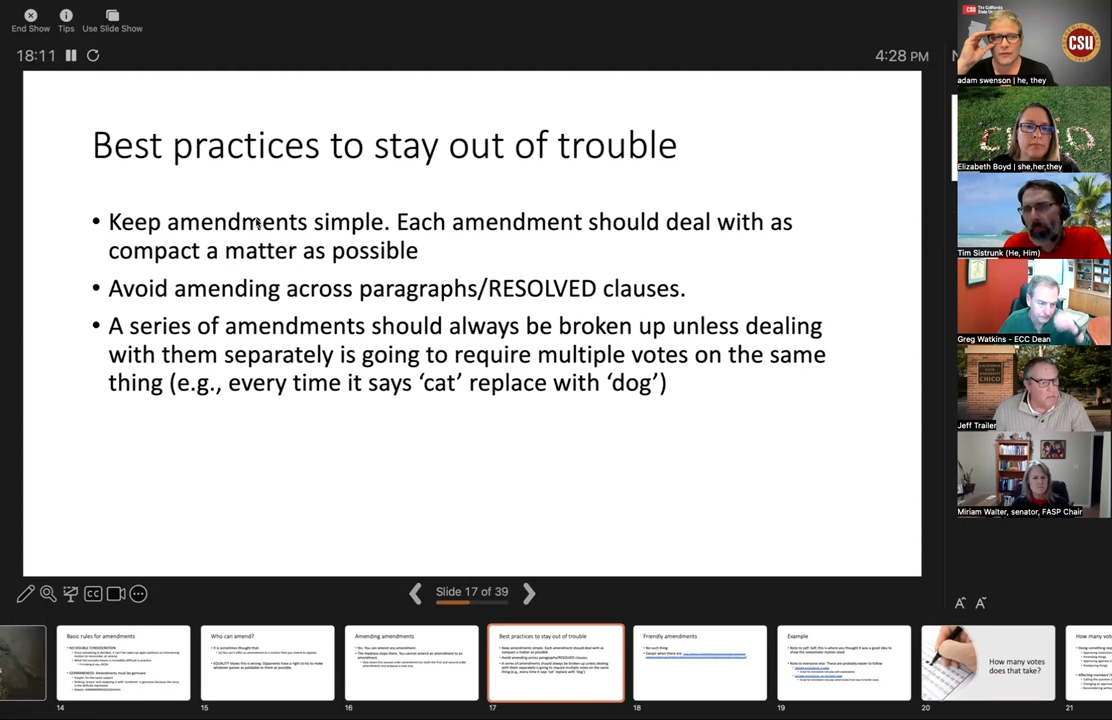 End Show
Tips
Use Slide Show
18:11
4:28 PM
Best practices to stay out of trouble
• Keep amendments simple. Each amendment should deal with as
compact a matter as possible
• Avoid amending across paragraphs/RESOLVED clauses.
• A series of amendments should always be broken up unless dealing
with them separately is going to require multiple votes on the same
thing (e.g., every time it says ‘cat’ replace with ‘dog’)
CSU
CSU
adam swenson | he, they
Elizabeth Boyd | she,her,they
Tim Sistrunk (He, Him)
Greg Watkins - ECC Dean
CHICO
Jeff Trailer
Miriam Walter, senator, FASP Chair
CC
Slide 17 of 39
Basic rules for amendments
Who can amend?
Amending amendments
Best practices to stay out of trouble
Friendly amendments
Example
How many votes
does that take?
14
15
16
17
18
19
20
21